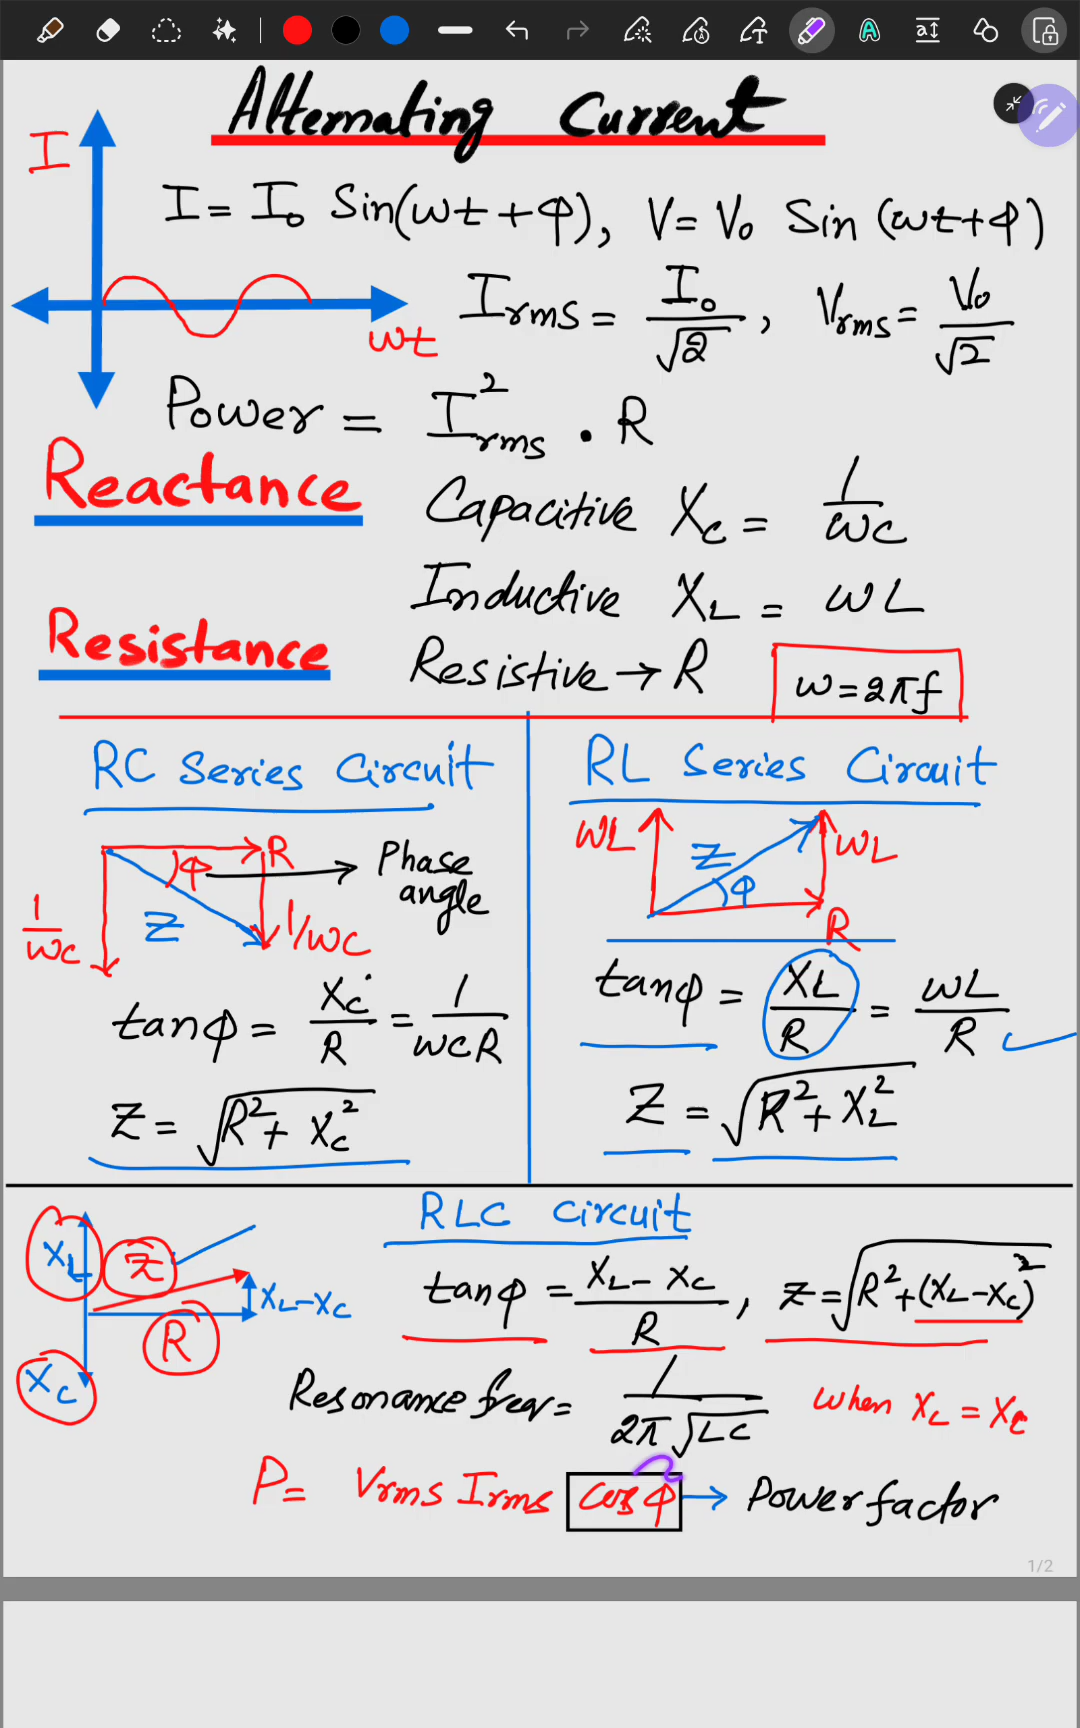 Alternating Current
I
I = I₀ Sin(ωt+φ), V = V₀ Sin (ωt+φ)
ωt
Irms = I₀/√2, Vrms = V₀/√2
Power = I²rms . R
Reactance
Capacitive Xc = 1/ωC
Inductive XL = ωL
Resistance
Resistive → R
ω = 2πf
RC Series Circuit
R
φ → Phase angle
1/ωC
Z
1/ωC
tanφ = Xc/R = 1/ωCR
Z = √R² + Xc²
RL Series Circuit
ωL
Z
ωL
φ
R
tanφ = XL/R = ωL/R
Z = √R² + XL²
RLC Circuit
XL
Z
XL-Xc
R
Xc
tanφ = XL - Xc/R, Z = √R² + (XL-Xc)²
Resonance freq = 1/2π√LC when XL = Xc
P = Vrms Irms cosφ → Power factor
1/2